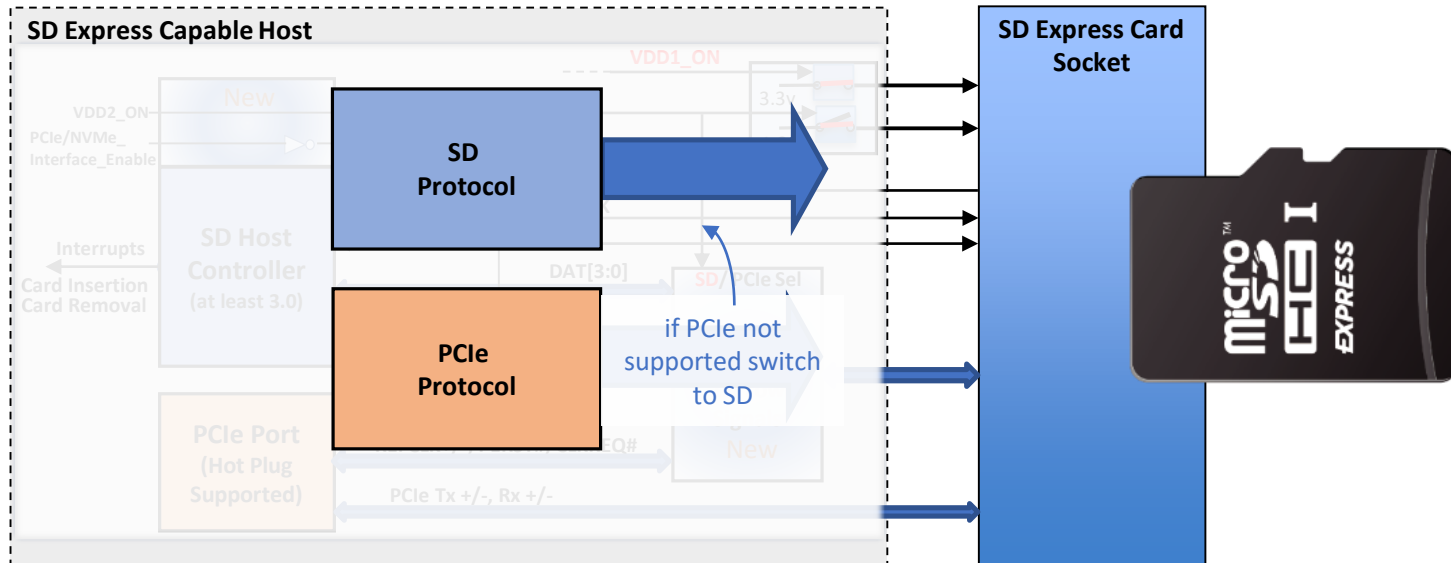 SD Express Capable Host
VDD1_ON
New
3.3v
VDD2_ON
PCIe/NVMe_
Interface_Enable
SD
Protocol
SD Host
Controller
(at least 3.0)
Interrupts
Card Insertion
Card Removal
DAT[3:0]
SD/PCIe Sel
if PCIe not
supported switch
to SD
PCIe
Protocol
PCIe Port
(Hot Plug
Supported)
EQ#
New
PCIe Tx +/-, Rx +/-
SD Express Card
Socket
micro
SD
HC I
EXPRESS
TM